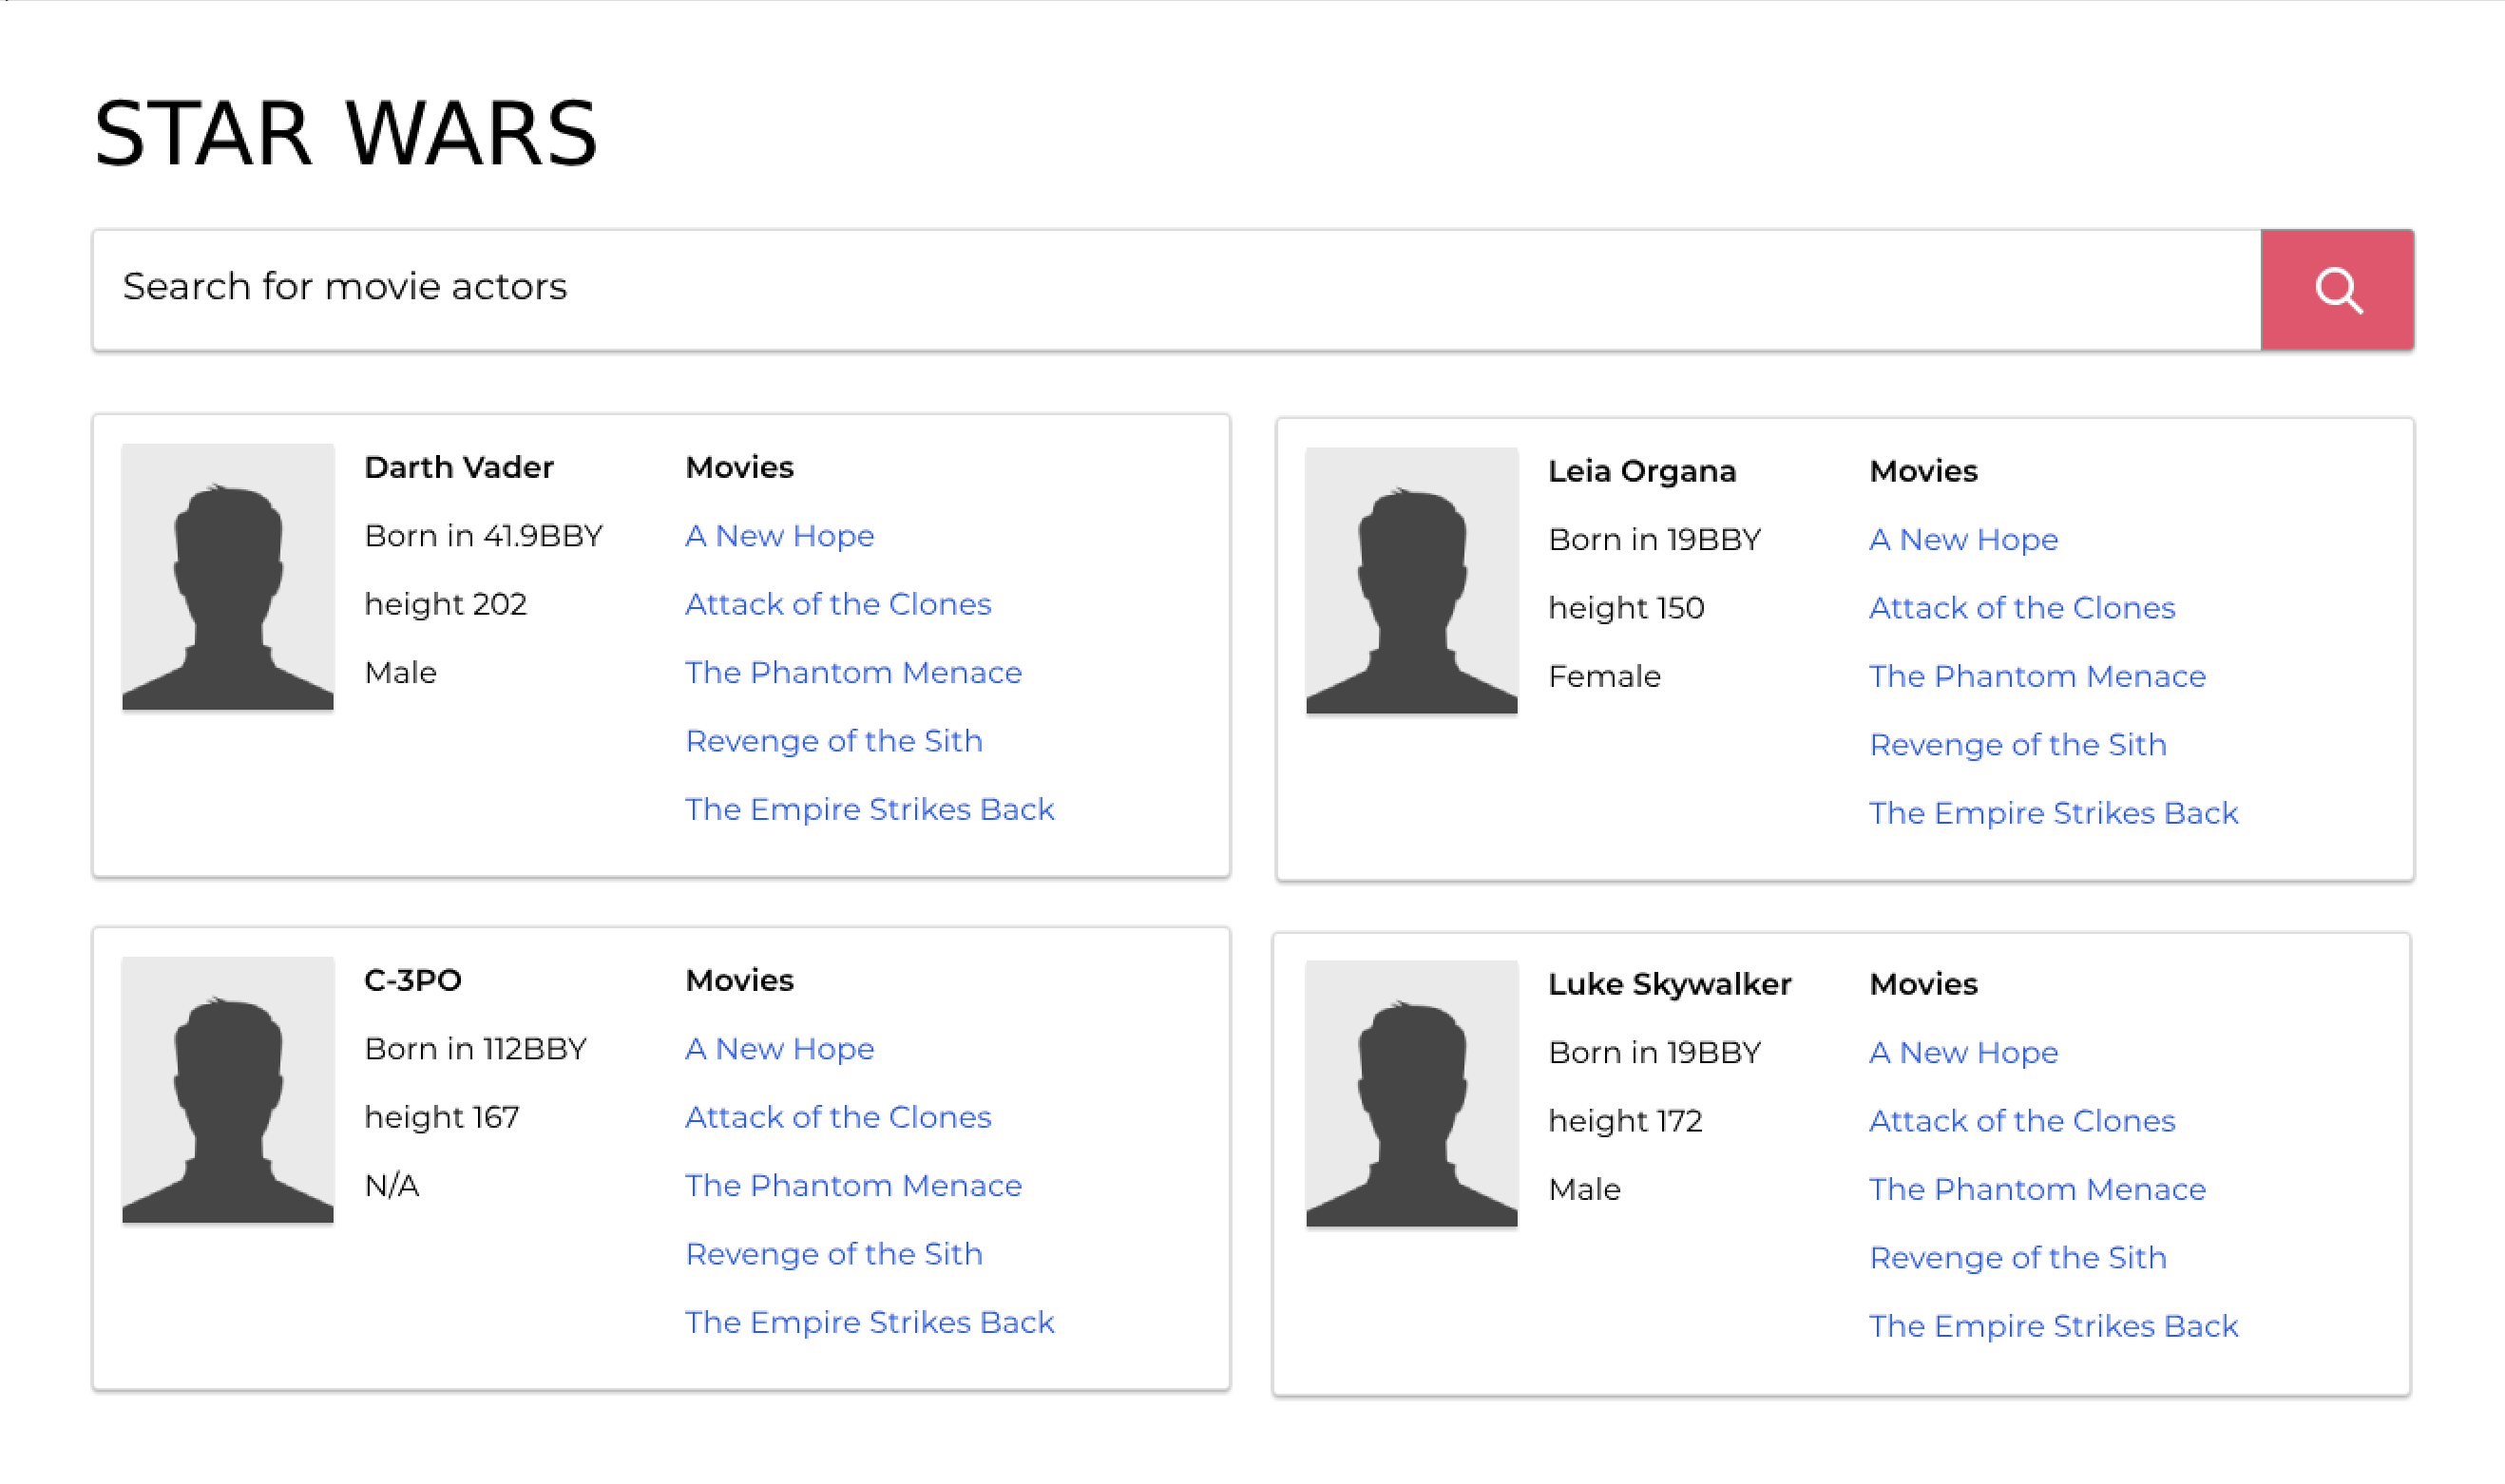 STAR WARS
Search for movie actors
Darth Vader
Born in 41.9BBY
height 202
Male
Movies
A New Hope
Attack of the Clones
The Phantom Menace
Revenge of the Sith
The Empire Strikes Back
Leia Organa
Born in 19BBY
height 150
Female
Movies
A New Hope
Attack of the Clones
The Phantom Menace
Revenge of the Sith
The Empire Strikes Back
C-3PO
Born in 112BBY
height 167
N/A
Movies
A New Hope
Attack of the Clones
The Phantom Menace
Revenge of the Sith
The Empire Strikes Back
Luke Skywalker
Born in 19BBY
height 172
Male
Movies
A New Hope
Attack of the Clones
The Phantom Menace
Revenge of the Sith
The Empire Strikes Back